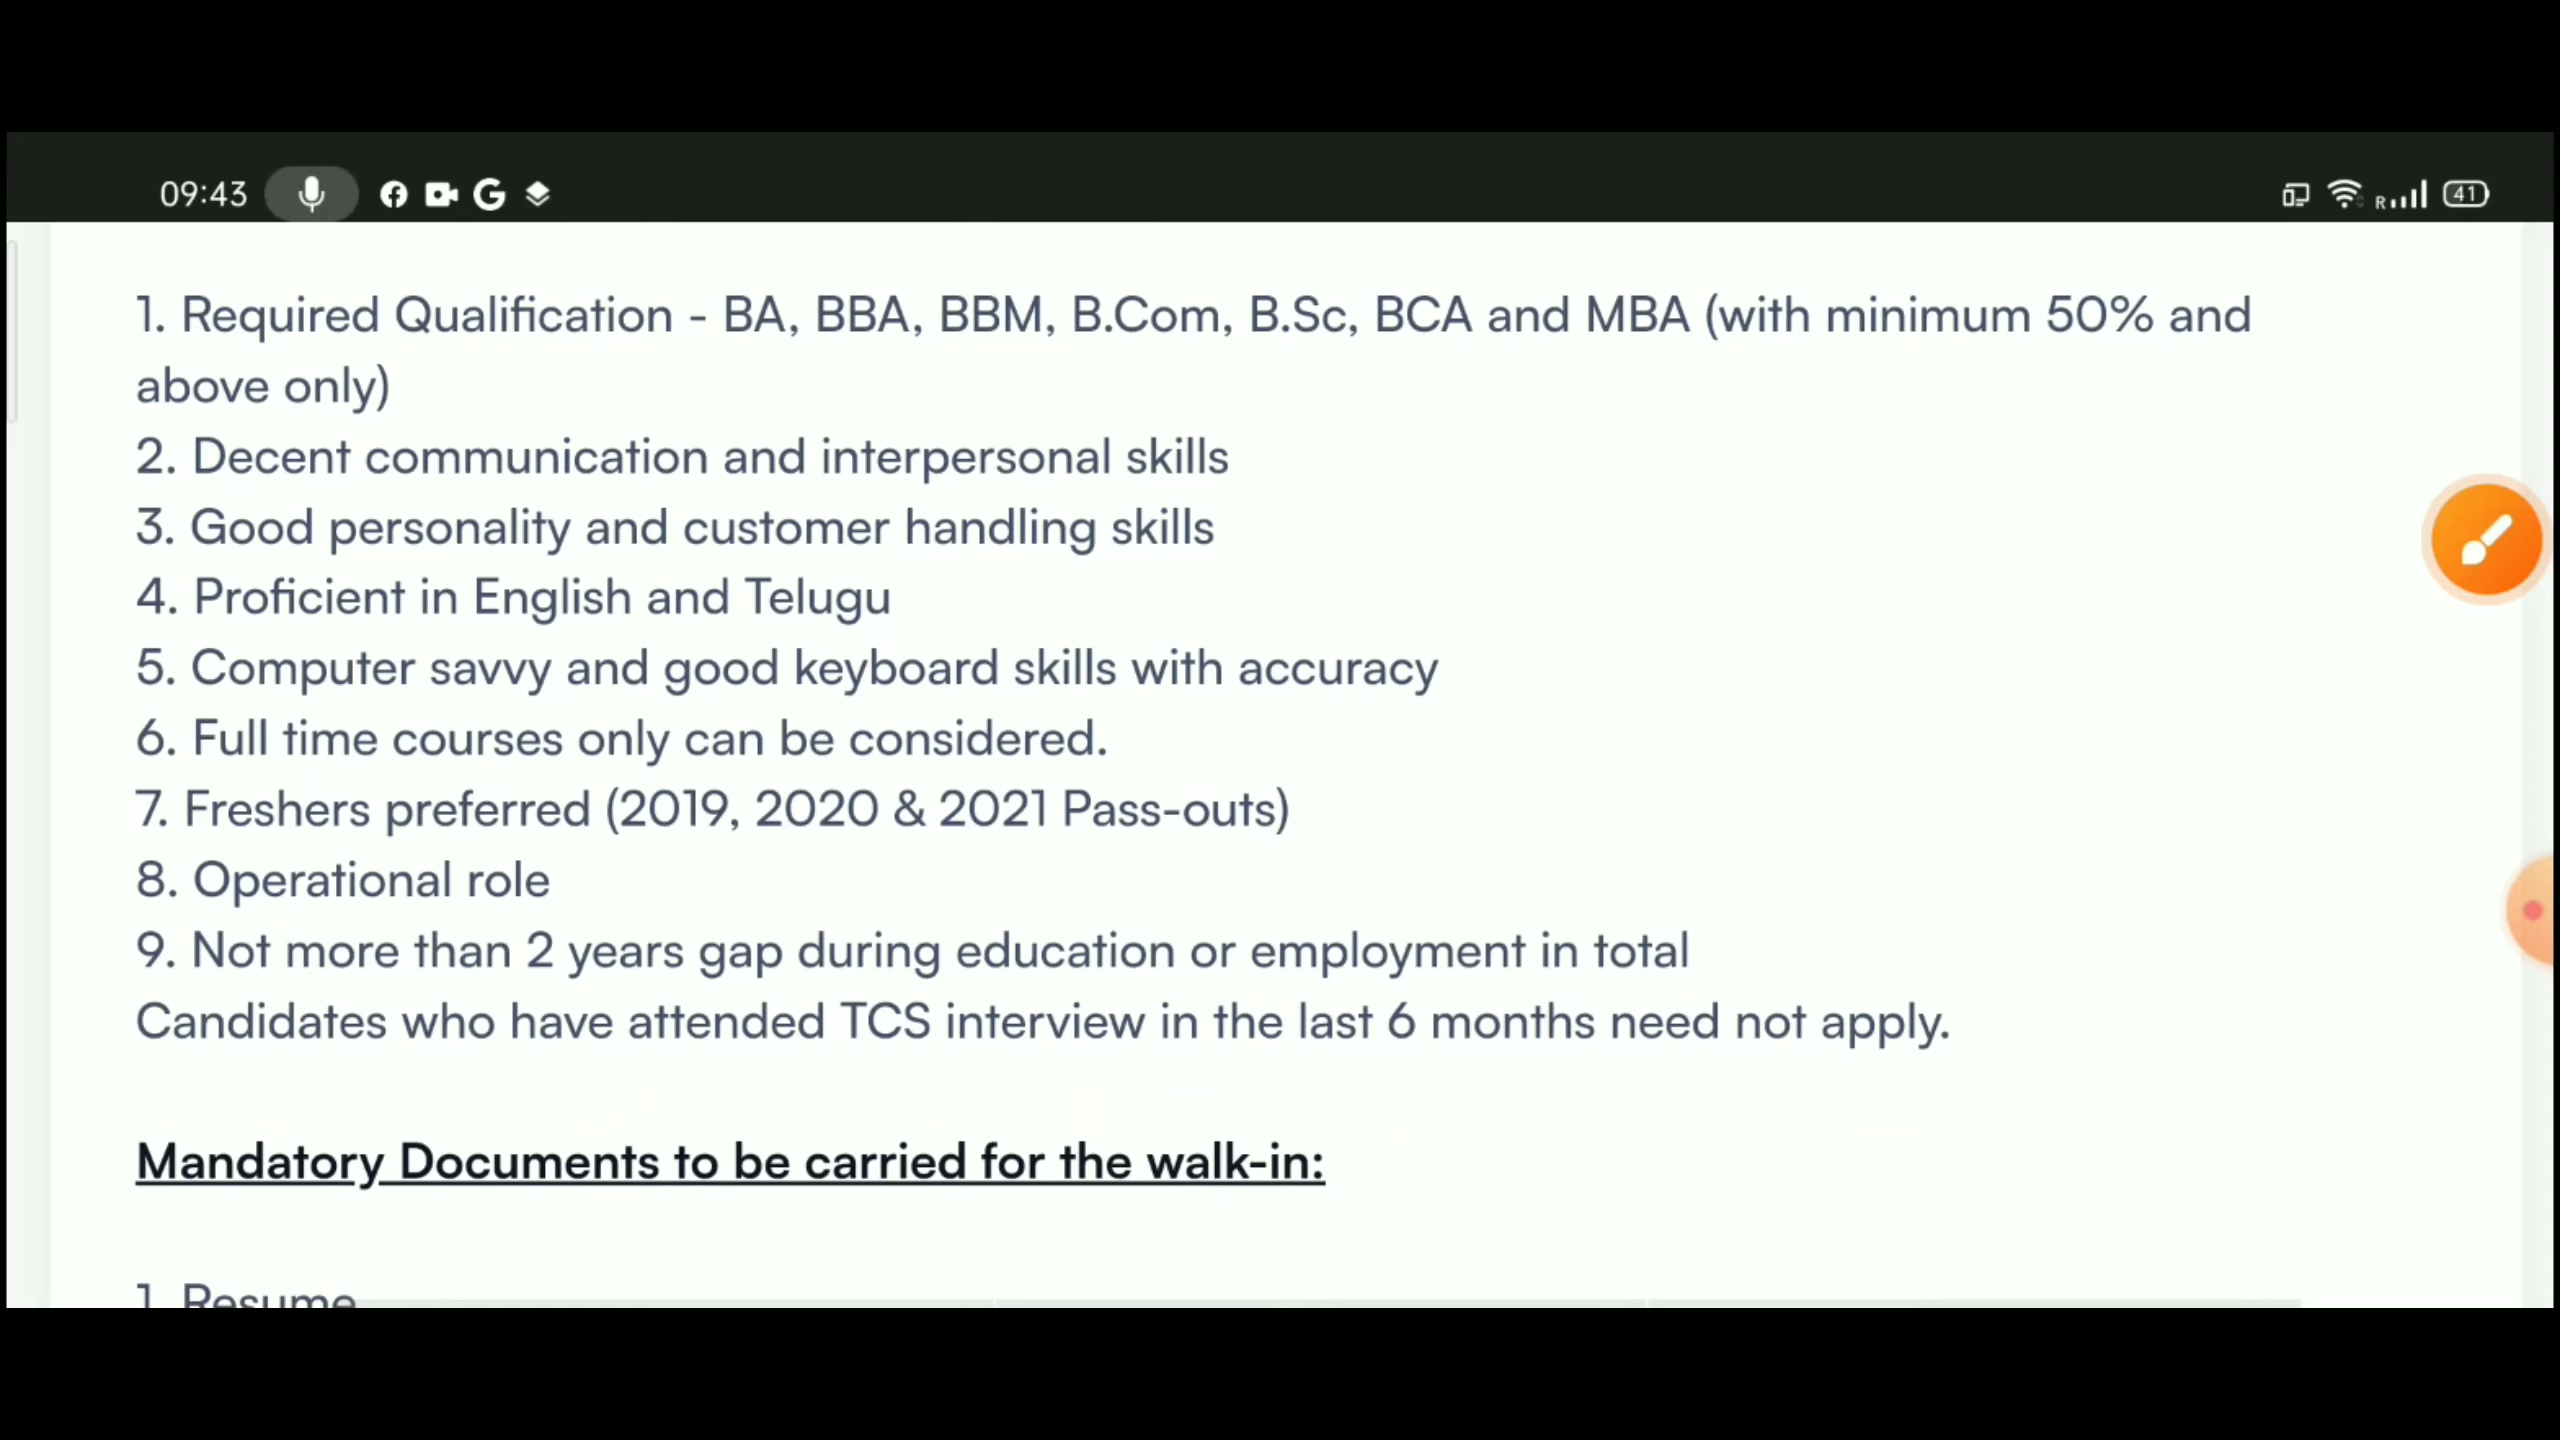 09:43
R 41
1. Required Qualification - BA, BBA, BBM, B.Com, B.Sc, BCA and MBA (with minimum 50% and
above only)
2. Decent communication and interpersonal skills
3. Good personality and customer handling skills
4. Proficient in English and Telugu
5. Computer savvy and good keyboard skills with accuracy
6. Full time courses only can be considered.
7. Freshers preferred (2019, 2020 & 2021 Pass-outs)
8. Operational role
9. Not more than 2 years gap during education or employment in total
Candidates who have attended TCS interview in the last 6 months need not apply.
Mandatory Documents to be carried for the walk-in:
1. Resume